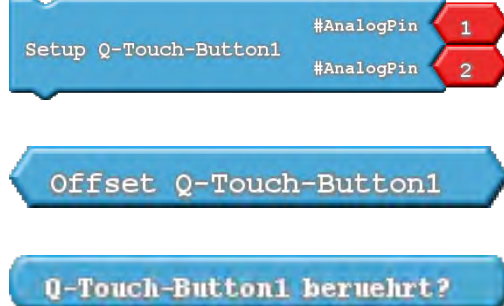 #AnalogPin 1
Setup Q-Touch-Button1
#AnalogPin 2
Offset Q-Touch-Button1
Q-Touch-Button1 beruehrt?